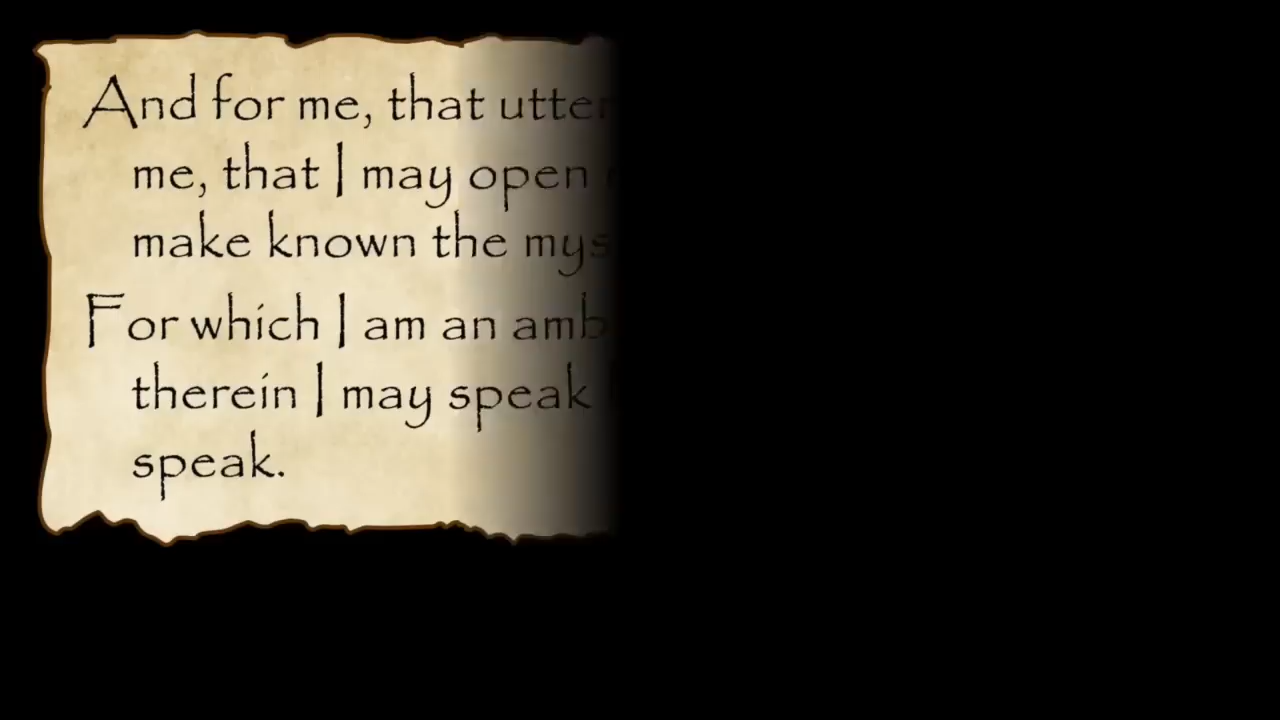 And for me, that utter
me, that I may open
make known the mys
For which I am an amb
therein I may speak
speak.